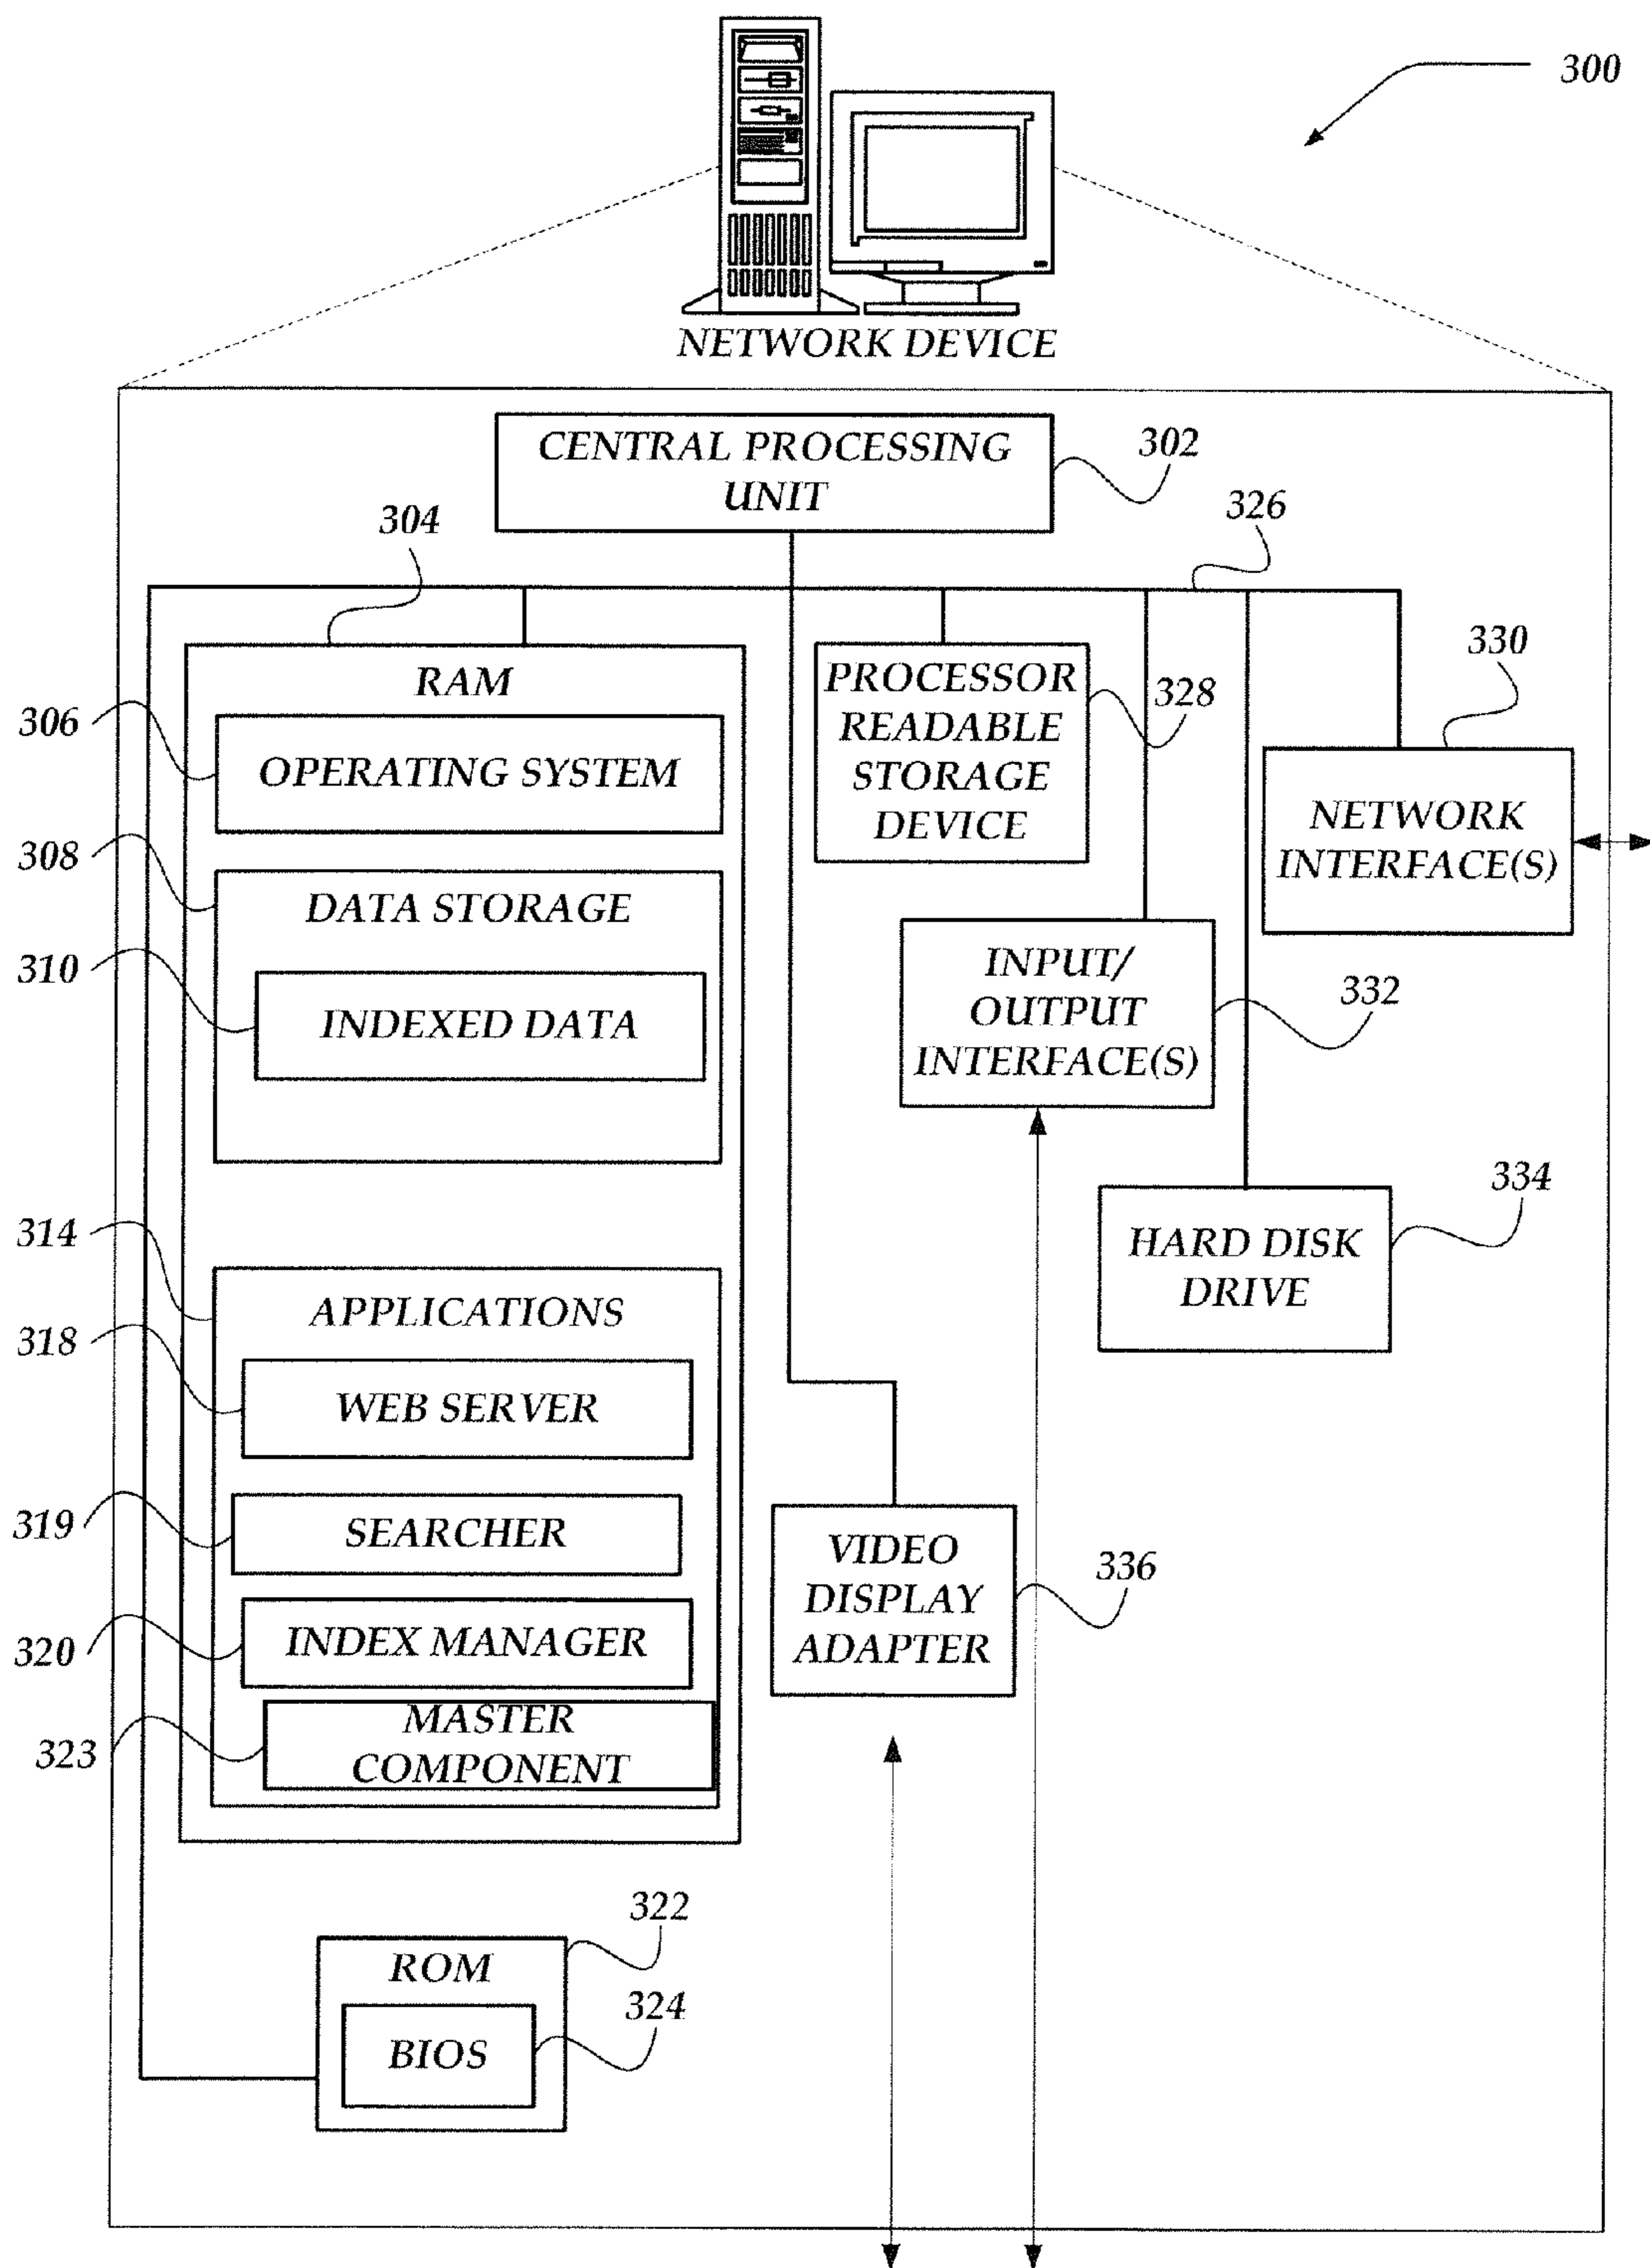 300
NETWORK DEVICE
CENTRAL PROCESSING
UNIT
302
304
326
RAM
306
OPERATING SYSTEM
308
DATA STORAGE
310
INDEXED DATA
PROCESSOR
READABLE
STORAGE
DEVICE
328
330
NETWORK
INTERFACE(S)
INPUT/
OUTPUT
INTERFACE(S)
332
334
HARD DISK
DRIVE
314
APPLICATIONS
318
WEB SERVER
319
SEARCHER
320
INDEX MANAGER
323
MASTER
COMPONENT
VIDEO
DISPLAY
ADAPTER
336
322
ROM
324
BIOS